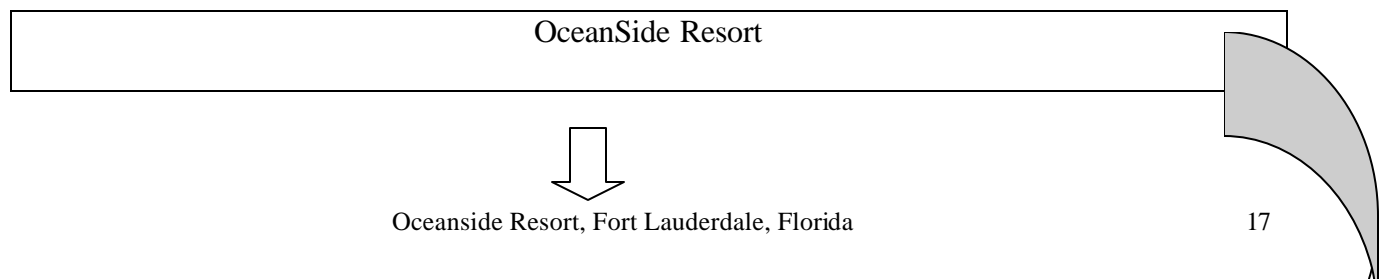 OceanSide Resort
Oceanside Resort, Fort Lauderdale, Florida 17